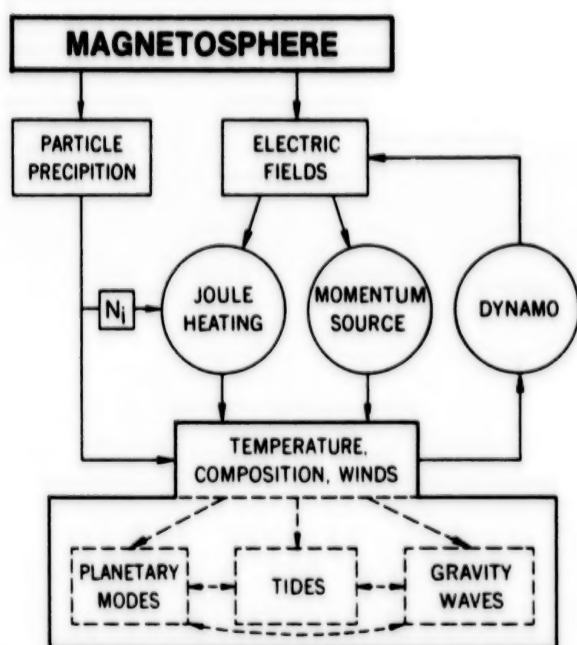 MAGNETOSPHERE
PARTICLE
PRECIPITION
ELECTRIC
FIELDS
Ni
JOULE
HEATING
MOMENTUM
SOURCE
DYNAMO
TEMPERATURE,
COMPOSITION, WINDS
PLANETARY
MODES
TIDES
GRAVITY
WAVES